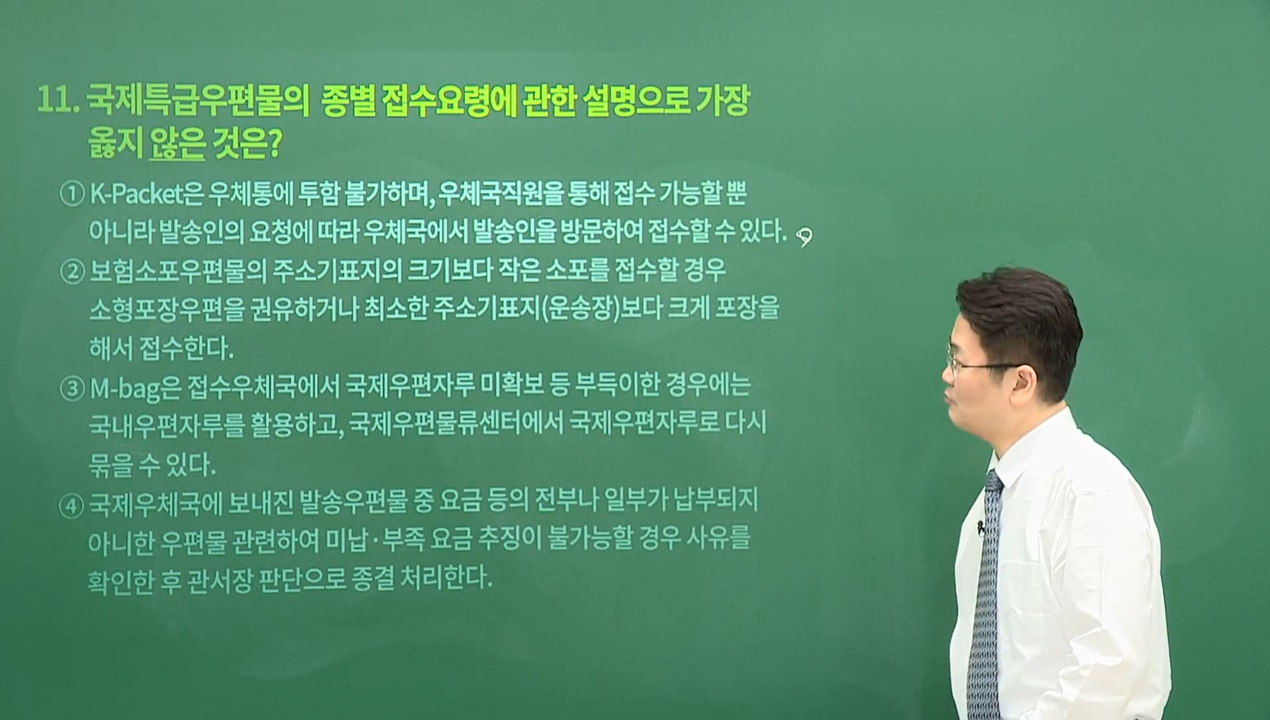 11. 국제특급우편물의 종별 접수요령에 관한 설명으로 가장
옳지 않은 것은?
① K-Packet은 우체통에 투함 불가하며, 우체국직원을 통해 접수 가능할 뿐
아니라 발송인의 요청에 따라 우체국에서 발송인을 방문하여 접수할 수 있다.
② 보험소포우편물의 주소기표지의 크기보다 작은 소포를 접수할 경우
소형포장우편을 권유하거나 최소한 주소기표지(운송장)보다 크게 포장을
해서 접수한다.
③ M-bag은 접수우체국에서 국제우편자루 미확보 등 부득이한 경우에는
국내우편자루를 활용하고, 국제우편물류센터에서 국제우편자루로 다시
묶을 수 있다.
④ 국제우체국에 보내진 발송우편물 중 요금 등의 전부나 일부가 납부되지
아니한 우편물 관련하여 미납·부족 요금 추징이 불가능할 경우 사유를
확인한 후 관서장 판단으로 종결 처리한다.